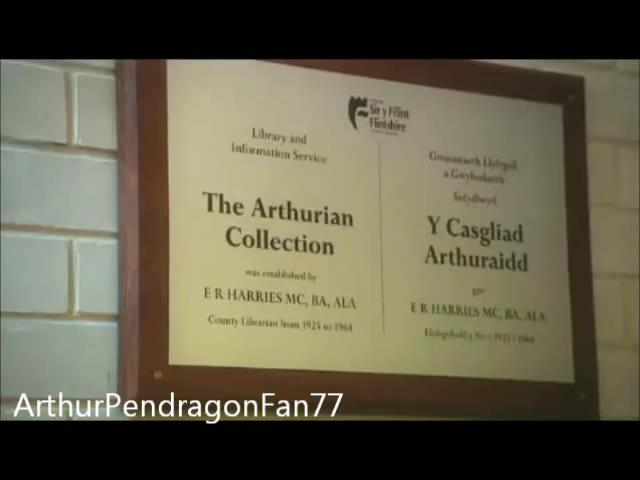 Sir y Fflint
Flintshire
Library and
Information Service
The Arthurian
Collection
was established by
E R HARRIES MC, BA, ALA
County Librarian from 1925 to 1964
Gwasanaeth Llyfrgell
a Gwybodaeth
Sefydlwyd
Y Casgliad
Arthuraidd
gan
E R HARRIES MC, BA, ALA
y Sir o 1925 i 1964
ArthurPendragonFan77